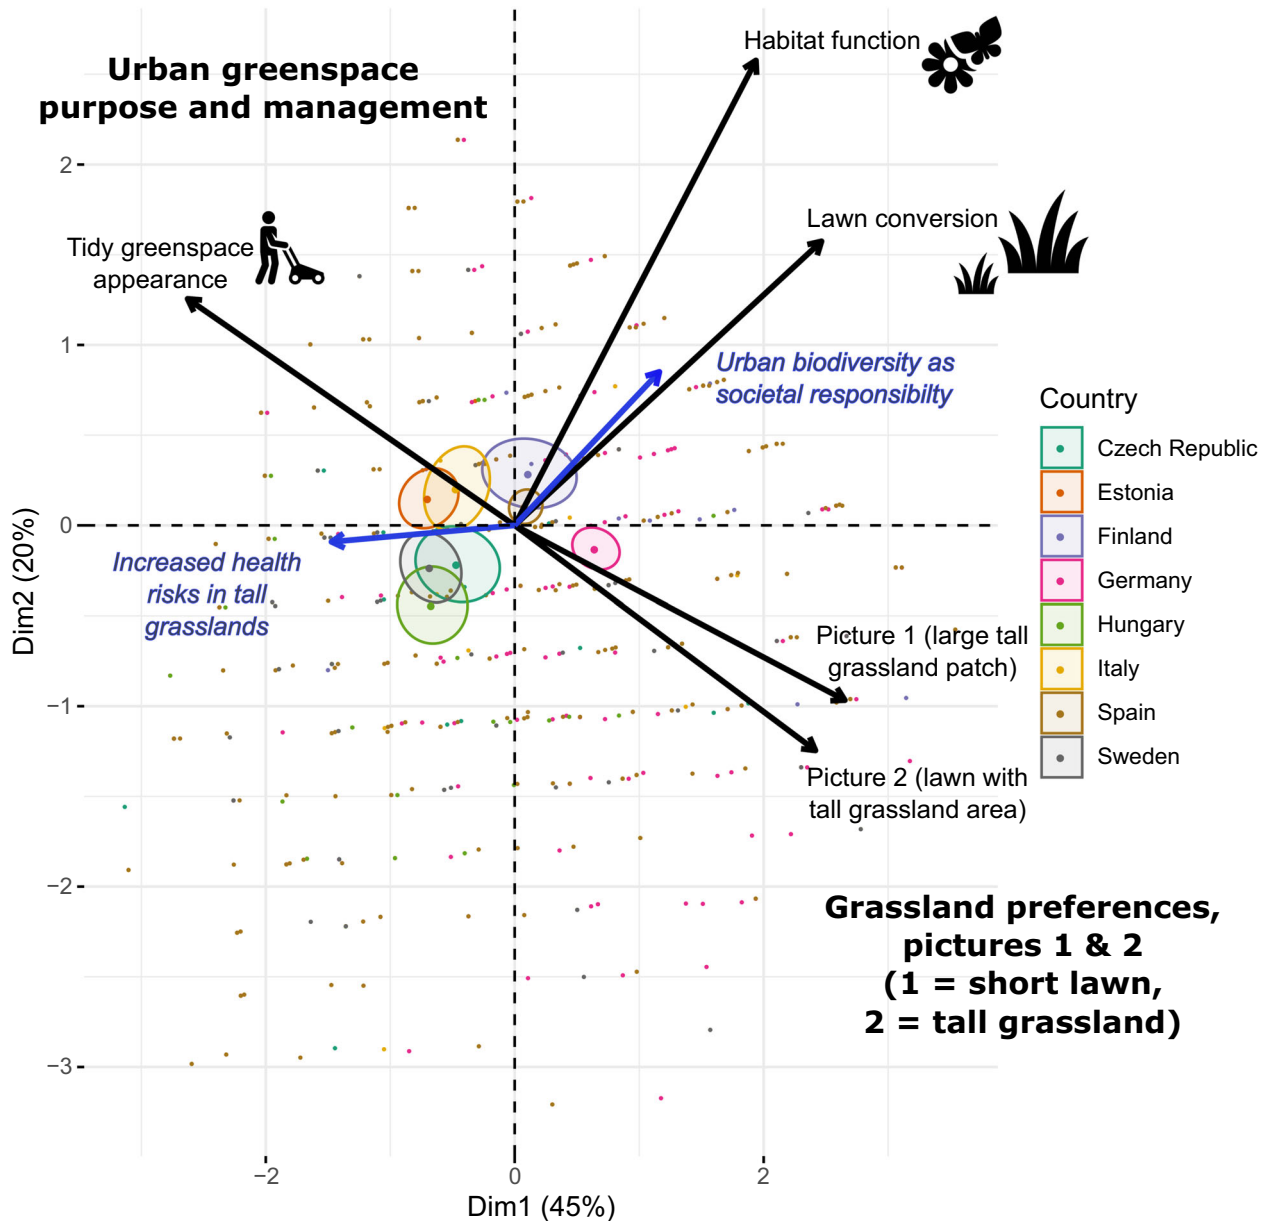 Urban greenspace
purpose and management
Habitat function
Lawn conversion
Tidy greenspace
appearance
Urban biodiversity as
societal responsibilty
Increased health
risks in tall
grasslands
Picture 1 (large tall
grassland patch)
Picture 2 (lawn with
tall grassland area)
Grassland preferences,
pictures 1 & 2
(1 = short lawn,
2 = tall grassland)
Country
Czech Republic
Estonia
Finland
Germany
Hungary
Italy
Spain
Sweden
Dim2 (20%)
2
1
0
−1
−2
−3
−2
0
2
Dim1 (45%)